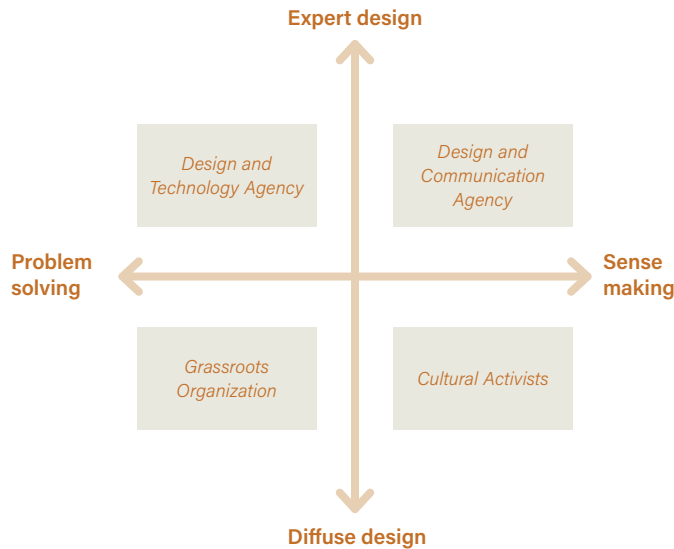 Expert design
Design and
Technology Agency
Design and
Communication
Agency
Problem
solving
Sense
making
Grassroots
Organization
Cultural Activists
Diffuse design